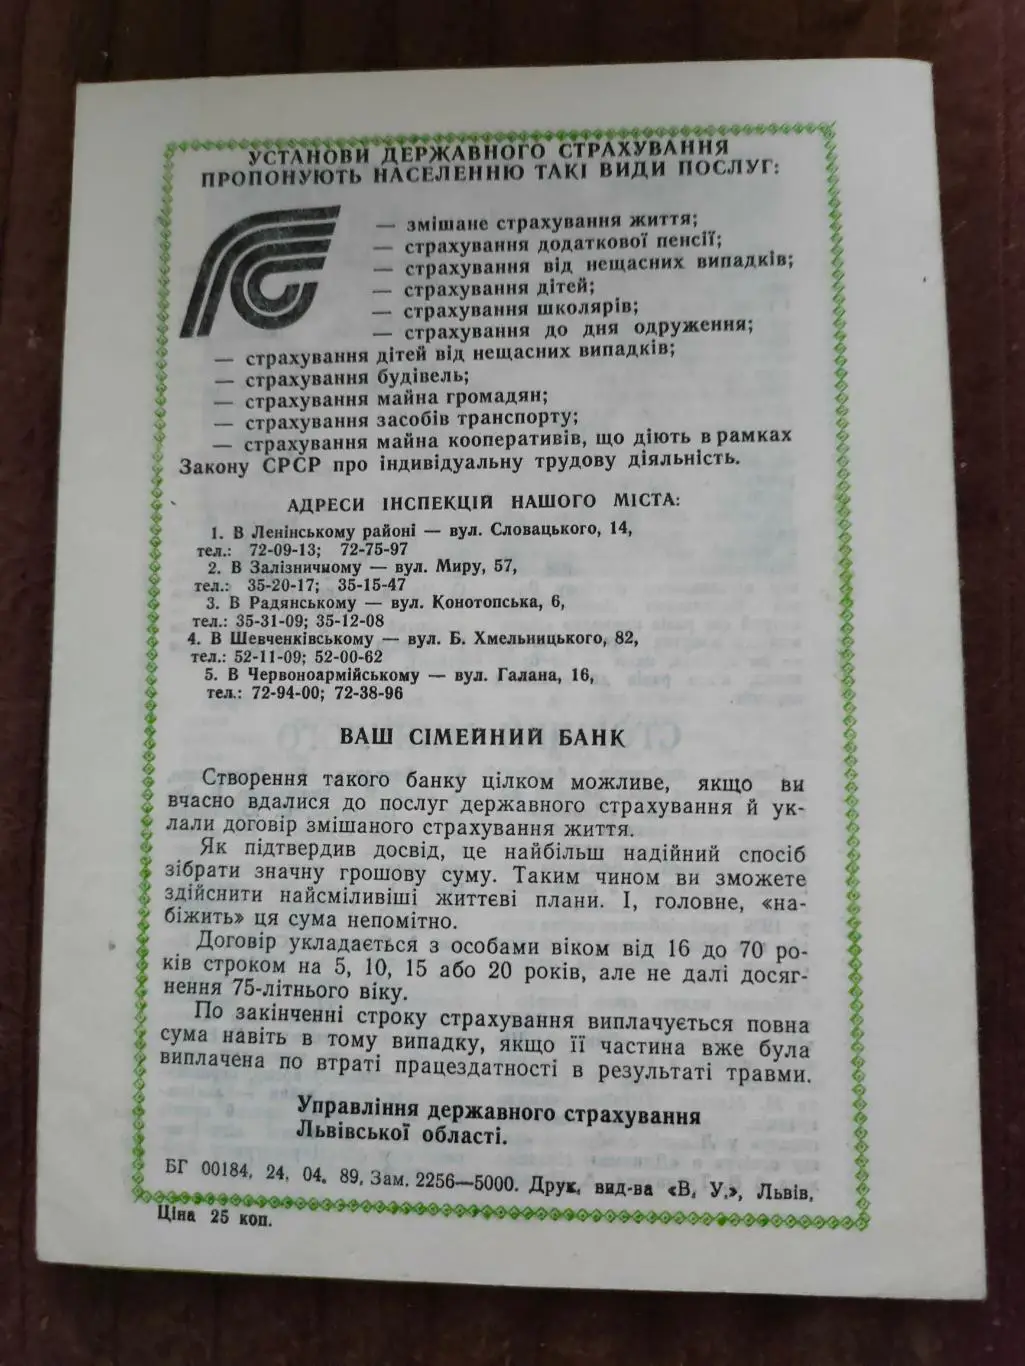 УСТАНОВИ ДЕРЖАВНОГО СТРАХУВАННЯ
ПРОПОНУЮТЬ НАСЕЛЕННЮ ТАКІ ВИДИ ПОСЛУГ:
— змішане страхування життя;
— страхування додаткової пенсії;
— страхування від нещасних випадків;
— страхування дітей;
— страхування школярів;
— страхування до дня одруження;
— страхування дітей від нещасних випадків;
— страхування будівель;
— страхування майна громадян;
— страхування засобів транспорту;
— страхування майна кооперативів, що діють в рамках
Закону СРСР про індивідуальну трудову діяльність.
АДРЕСИ ІНСПЕКЦІЙ НАШОГО МІСТА:
1. В Ленінському районі — вул. Словацького, 14,
тел.: 72-09-13; 72-75-97
2. В Залізничному — вул. Миру, 57,
тел.: 35-20-17; 35-15-47
3. В Радянському — вул. Конотопська, 6,
тел.: 35-31-09; 35-12-08
4. В Шевченківському — вул. Б. Хмельницького, 82,
тел.: 52-11-09; 52-00-62
5. В Червоноармійському — вул. Галана, 16,
тел.: 72-94-00; 72-38-96
ВАШ СІМЕЙНИЙ БАНК
Створення такого банку цілком можливе, якщо ви
вчасно вдалися до послуг державного страхування й ук-
лали договір змішаного страхування життя.
Як підтвердив досвід, це найбільш надійний спосіб
зібрати значну грошову суму. Таким чином ви зможете
здійснити найсміливіші життєві плани. І, головне, «на-
біжить» ця сума непомітно.
Договір укладається з особами віком від 16 до 70 ро-
ків строком на 5, 10, 15 або 20 років, але не далі досяг-
нення 75-літнього віку.
По закінченні строку страхування виплачується повна
сума навіть в тому випадку, якщо її частина вже була
виплачена по втраті працездатності в результаті травми.
Управління державного страхування
Львівської області.
БГ 00184. 24. 04. 89. Зам. 2256—5000. Друк. вид-ва «В. У.», Львів.
Ціна 25 коп.